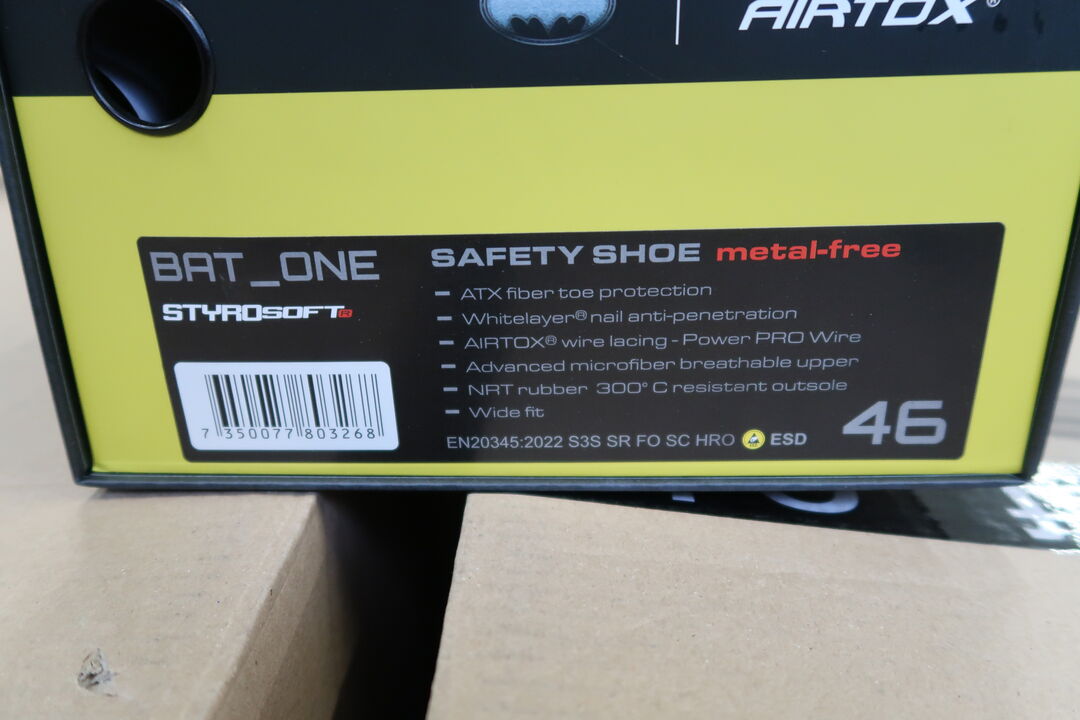 AIRTOX®
BAT_ONE
STYROSOFT
SAFETY SHOE metal-free
- ATX fiber toe protection
- Whitelayer® nail anti-penetration
- AIRTOX® wire lacing - Power PRO Wire
- Advanced microfiber breathable upper
- NRT rubber 300° C resistant outsole
- Wide fit
7 350077 803268
EN20345:2022 S3S SR FO SC HRO ESD
46